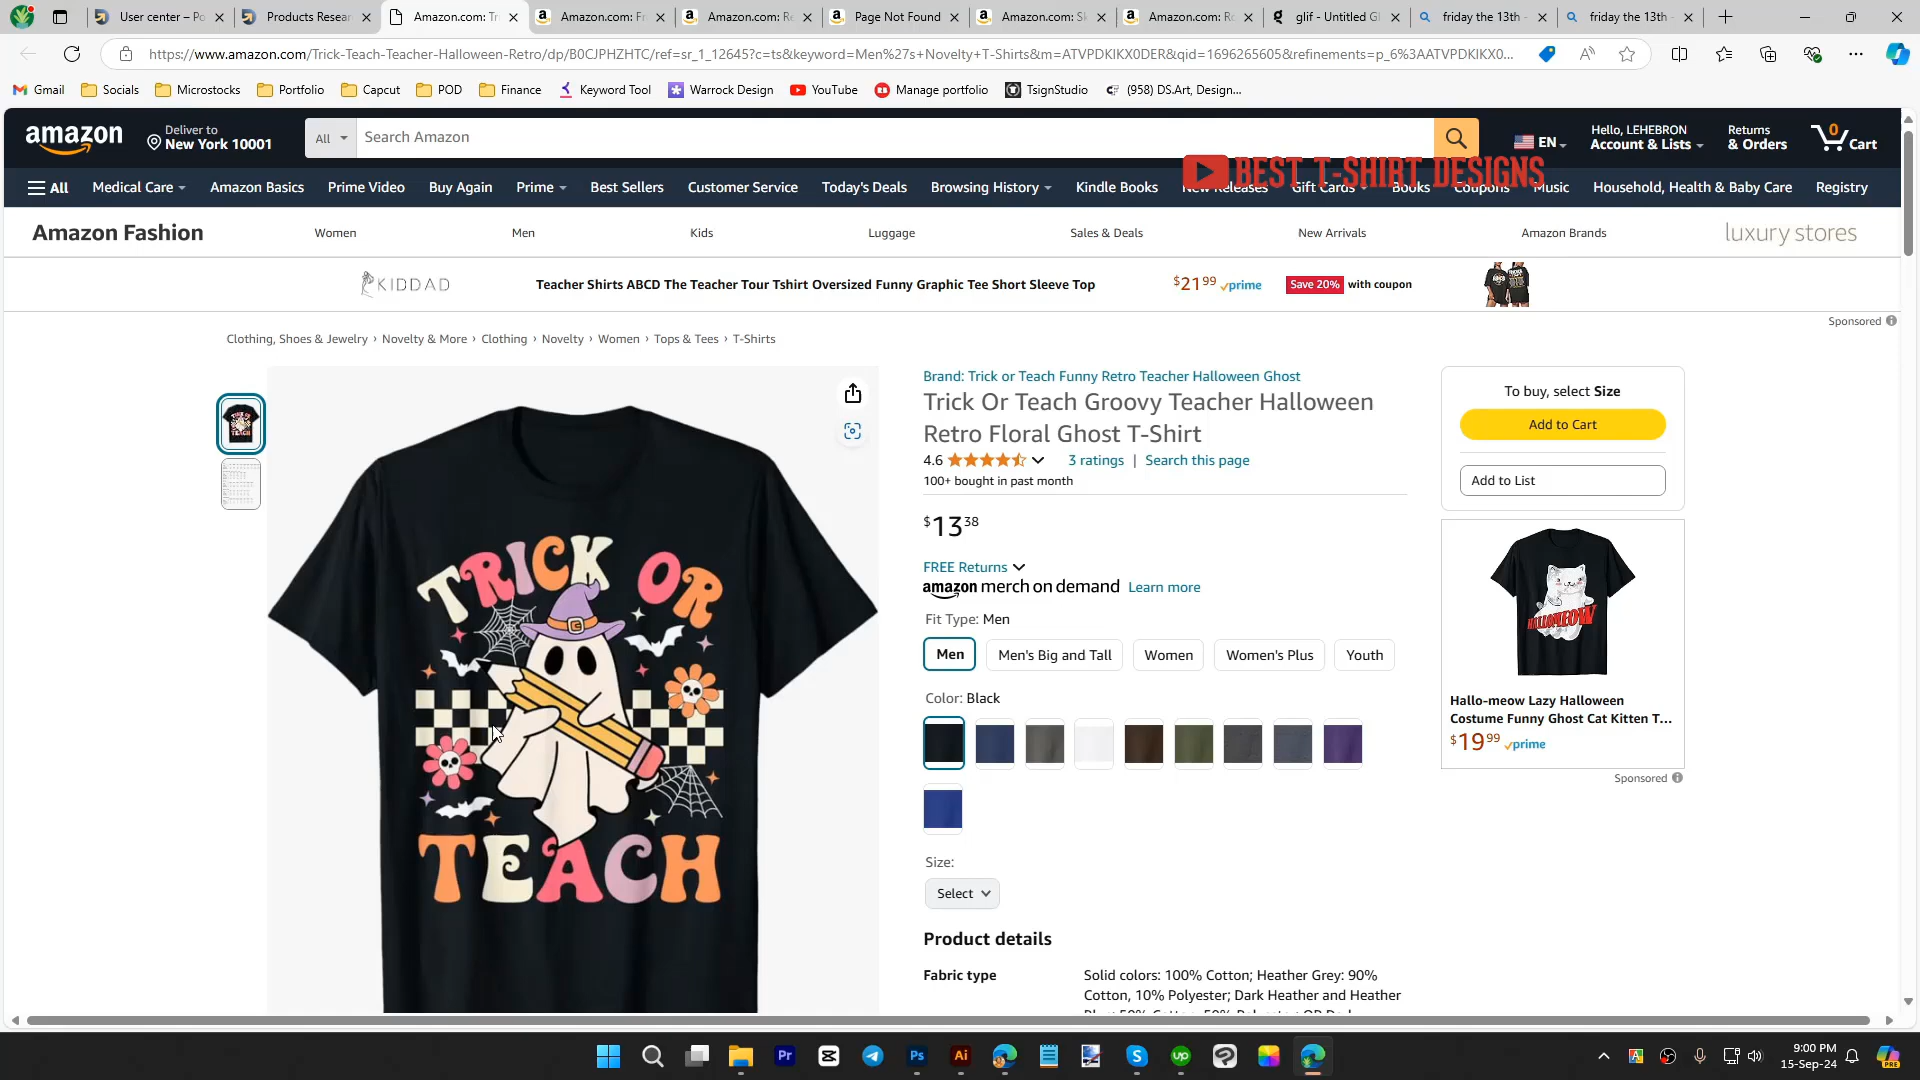 User center – Po
Products Resear
Amazon.com: Tr
Amazon.com: Fr
Amazon.com: Re
Page Not Found
Amazon.com: Sk
Amazon.com: Ro
glif - Untitled Gl
friday the 13th -
friday the 13th -
https://www.amazon.com/Trick-Teach-Teacher-Halloween-Retro/dp/B0CJPHZHTC/ref=sr_1_12645?c=ts&keyword=Men%27s+Novelty+T-Shirts&m=ATVPDKIKX0DER&qid=1696265605&refinements=p_6%3AATVPDKIKX0...
Gmail Socials Microstocks Portfolio Capcut POD Finance Keyword Tool Warrock Design YouTube Manage portfolio TsignStudio (958) DS.Art, Design...
amazon
Deliver to
New York 10001
All
Search Amazon
EN
Hello, LEHEBRON
Account & Lists
Returns
& Orders
0
Cart
BEST T-SHIRT DESIGNS
All Medical Care Amazon Basics Prime Video Buy Again Prime Best Sellers Customer Service Today's Deals Browsing History Kindle Books New Releases Gift Cards Books Coupons Music Household, Health & Baby Care Registry
Amazon Fashion
Women Men Kids Luggage Sales & Deals New Arrivals Amazon Brands
luxury stores
KIDDAD
Teacher Shirts ABCD The Teacher Tour Tshirt Oversized Funny Graphic Tee Short Sleeve Top
$21 99 prime
Save 20% with coupon
Sponsored
Clothing, Shoes & Jewelry › Novelty & More › Clothing › Novelty › Women › Tops & Tees › T-Shirts
TRICK OR
TEACH
Brand: Trick or Teach Funny Retro Teacher Halloween Ghost
Trick Or Teach Groovy Teacher Halloween
Retro Floral Ghost T-Shirt
4.6 3 ratings | Search this page
100+ bought in past month
$13 38
FREE Returns
amazon merch on demand Learn more
Fit Type: Men
Men Men's Big and Tall Women Women's Plus Youth
Color: Black
Size:
Select
Product details
Fabric type
Solid colors: 100% Cotton; Heather Grey: 90%
Cotton, 10% Polyester; Dark Heather and Heather
To buy, select Size
Add to Cart
Add to List
HALLOMEOW
Hallo-meow Lazy Halloween
Costume Funny Ghost Cat Kitten T...
$19 99 prime
Sponsored
9:00 PM
15-Sep-24